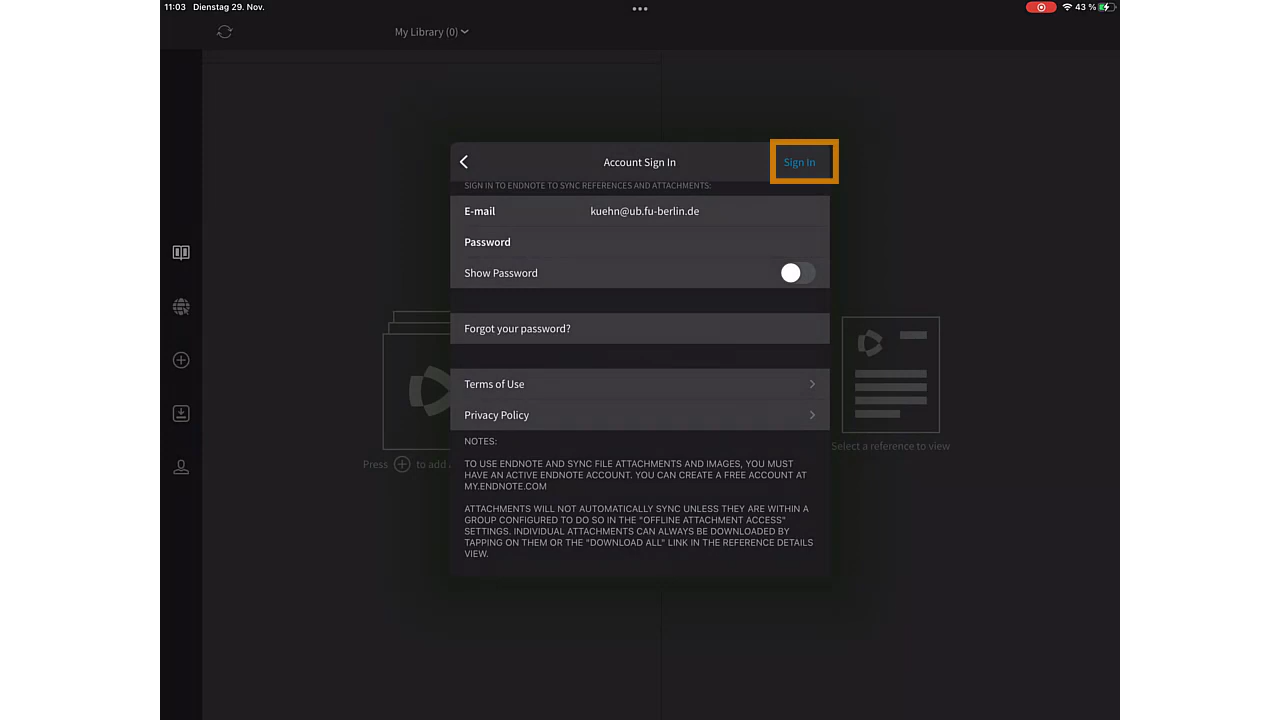 11:03 Dienstag 29. Nov.
43 %
My Library (0)
Account Sign In
Sign In
SIGN IN TO ENDNOTE TO SYNC REFERENCES AND ATTACHMENTS:
E-mail kuehn@ub.fu-berlin.de
Password
Show Password
Forgot your password?
Terms of Use
Privacy Policy
NOTES:
TO USE ENDNOTE AND SYNC FILE ATTACHMENTS AND IMAGES, YOU MUST
HAVE AN ACTIVE ENDNOTE ACCOUNT. YOU CAN CREATE A FREE ACCOUNT AT
MY.ENDNOTE.COM
ATTACHMENTS WILL NOT AUTOMATICALLY SYNC UNLESS THEY ARE WITHIN A
GROUP CONFIGURED TO DO SO IN THE "OFFLINE ATTACHMENT ACCESS"
SETTINGS. INDIVIDUAL ATTACHMENTS CAN ALWAYS BE DOWNLOADED BY
TAPPING ON THEM OR THE "DOWNLOAD ALL" LINK IN THE REFERENCE DETAILS
VIEW.
Press to add
Select a reference to view